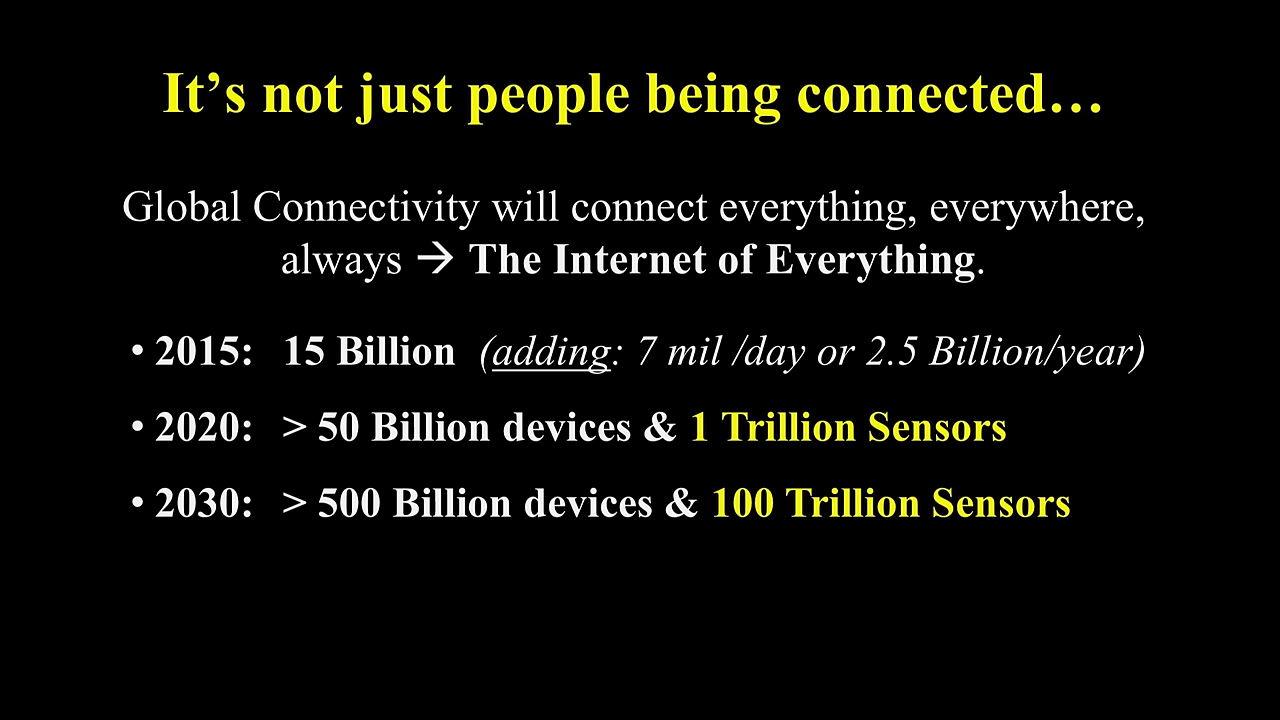 It’s not just people being connected…
Global Connectivity will connect everything, everywhere,
always → The Internet of Everything.
• 2015: 15 Billion (adding: 7 mil /day or 2.5 Billion/year)
• 2020: > 50 Billion devices & 1 Trillion Sensors
• 2030: > 500 Billion devices & 100 Trillion Sensors